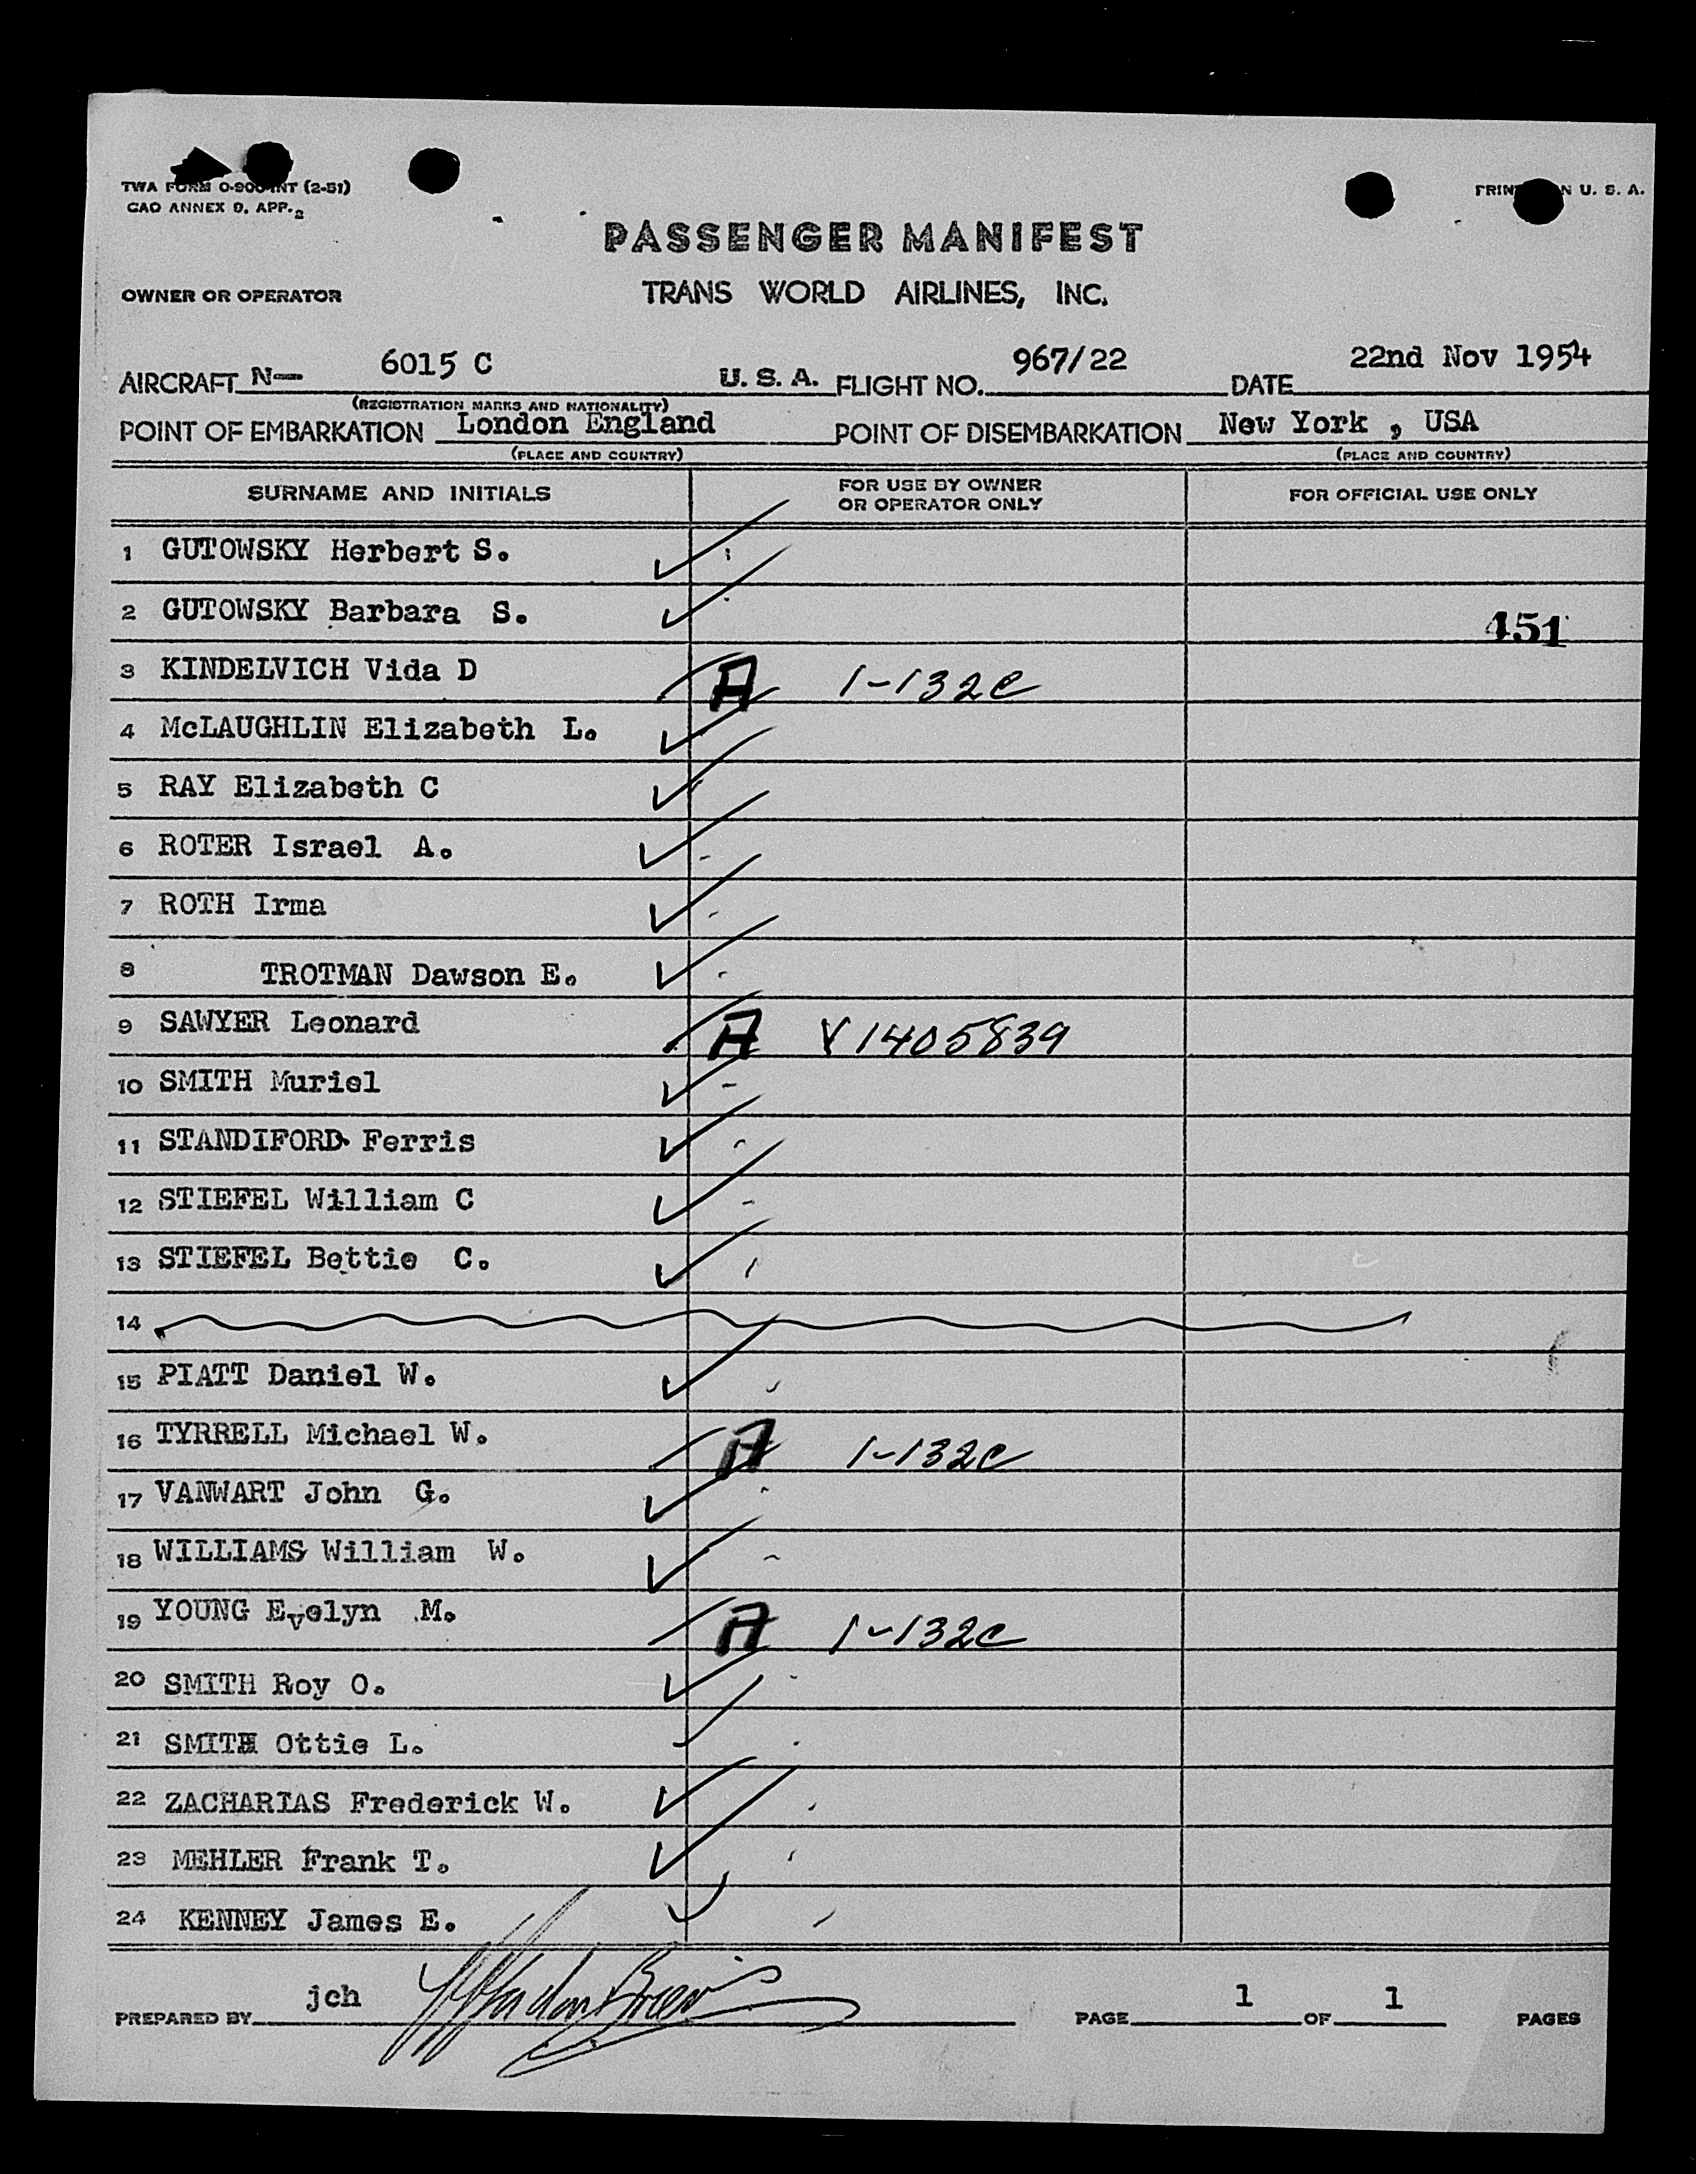 TWA FORM 0-900-INT (2-51)
CAO ANNEX 9, APP. 2
PRINTED IN U. S. A.
PASSENGER MANIFEST
OWNER OR OPERATOR TRANS WORLD AIRLINES, INC.
AIRCRAFT N— 6015 C U. S. A. FLIGHT NO. 967/22 DATE 22nd Nov 1954
(REGISTRATION MARKS AND NATIONALITY)
POINT OF EMBARKATION London England POINT OF DISEMBARKATION New York , USA
(PLACE AND COUNTRY) (PLACE AND COUNTRY)
SURNAME AND INITIALS FOR USE BY OWNER OR OPERATOR ONLY FOR OFFICIAL USE ONLY
1 GUTOWSKY Herbert S.
2 GUTOWSKY Barbara S. 451
3 KINDELVICH Vida D A 1-132c
4 McLAUGHLIN Elizabeth L.
5 RAY Elizabeth C
6 ROTER Israel A.
7 ROTH Irma
8 TROTMAN Dawson E.
9 SAWYER Leonard A V1405839
10 SMITH Muriel
11 STANDIFORD Ferris
12 STIEFEL William C
13 STIEFEL Bettie C.
14
15 PIATT Daniel W.
16 TYRRELL Michael W. A 1-132c
17 VANWART John G.
18 WILLIAMS William W.
19 YOUNG Evelyn M. A 1-132c
20 SMITH Roy O.
21 SMITH Ottie L.
22 ZACHARIAS Frederick W.
23 MEHLER Frank T.
24 KENNEY James E.
PREPARED BY jch PAGE 1 OF 1 PAGES